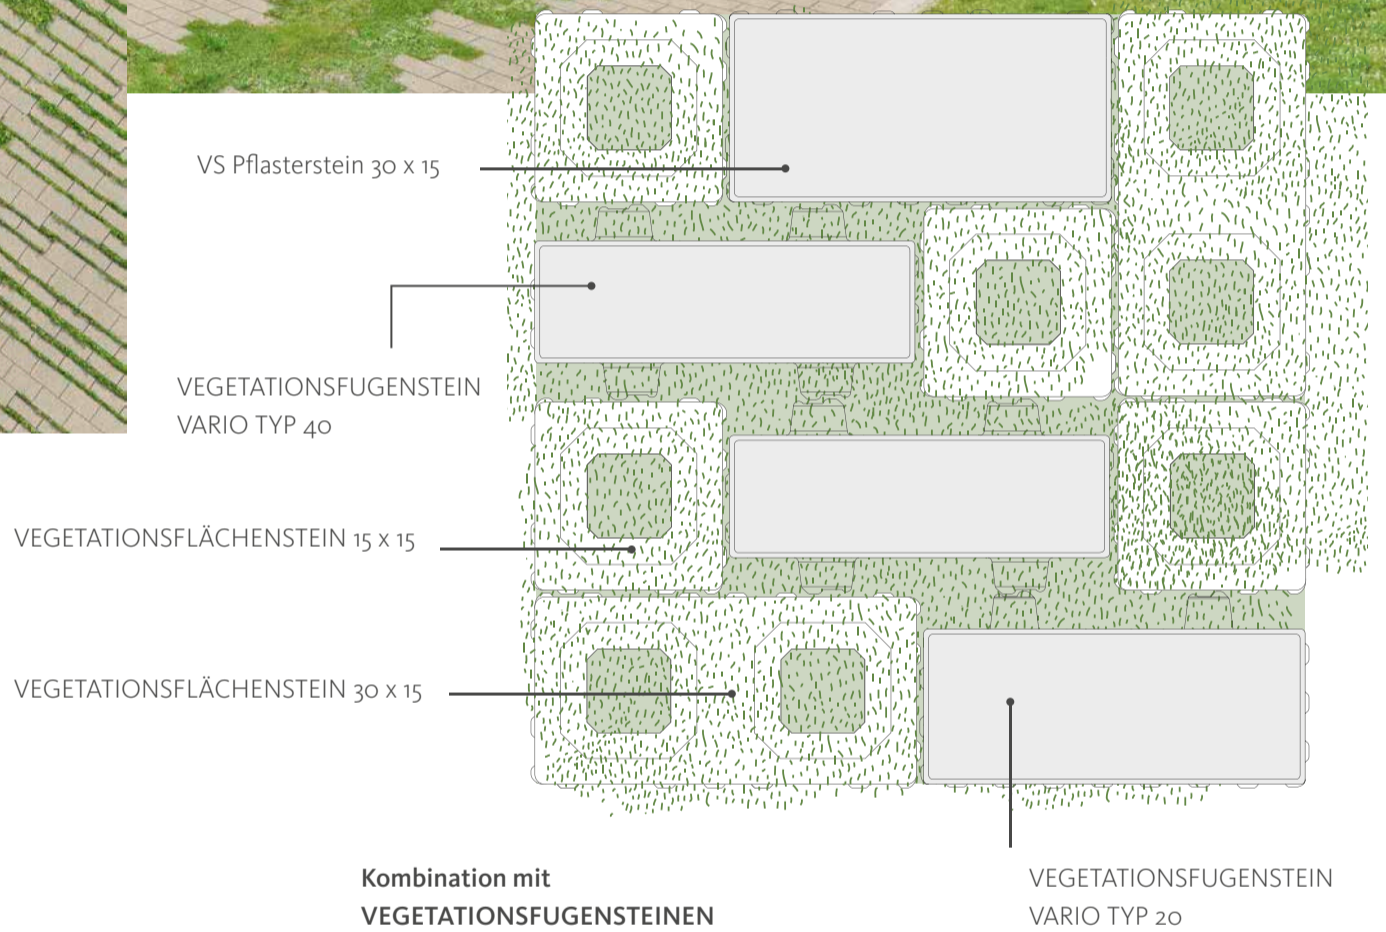 VS Pflasterstein 30 x 15
VEGETATIONSFUGENSTEIN
VARIO TYP 40
VEGETATIONSFLÄCHENSTEIN 15 x 15
VEGETATIONSFLÄCHENSTEIN 30 x 15
Kombination mit
VEGETATIONSFUGENSTEINEN
VEGETATIONSFUGENSTEIN
VARIO TYP 20